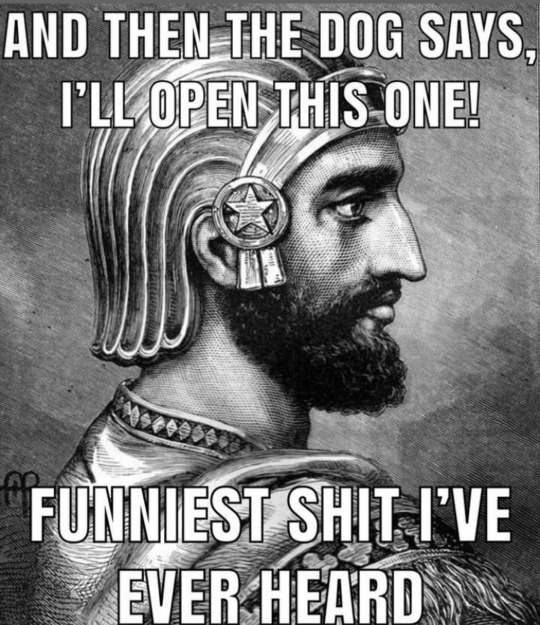 AND THEN THE DOG SAYS,
I'LL OPEN THIS ONE!
FUNNIEST SHIT I'VE
EVER HEARD